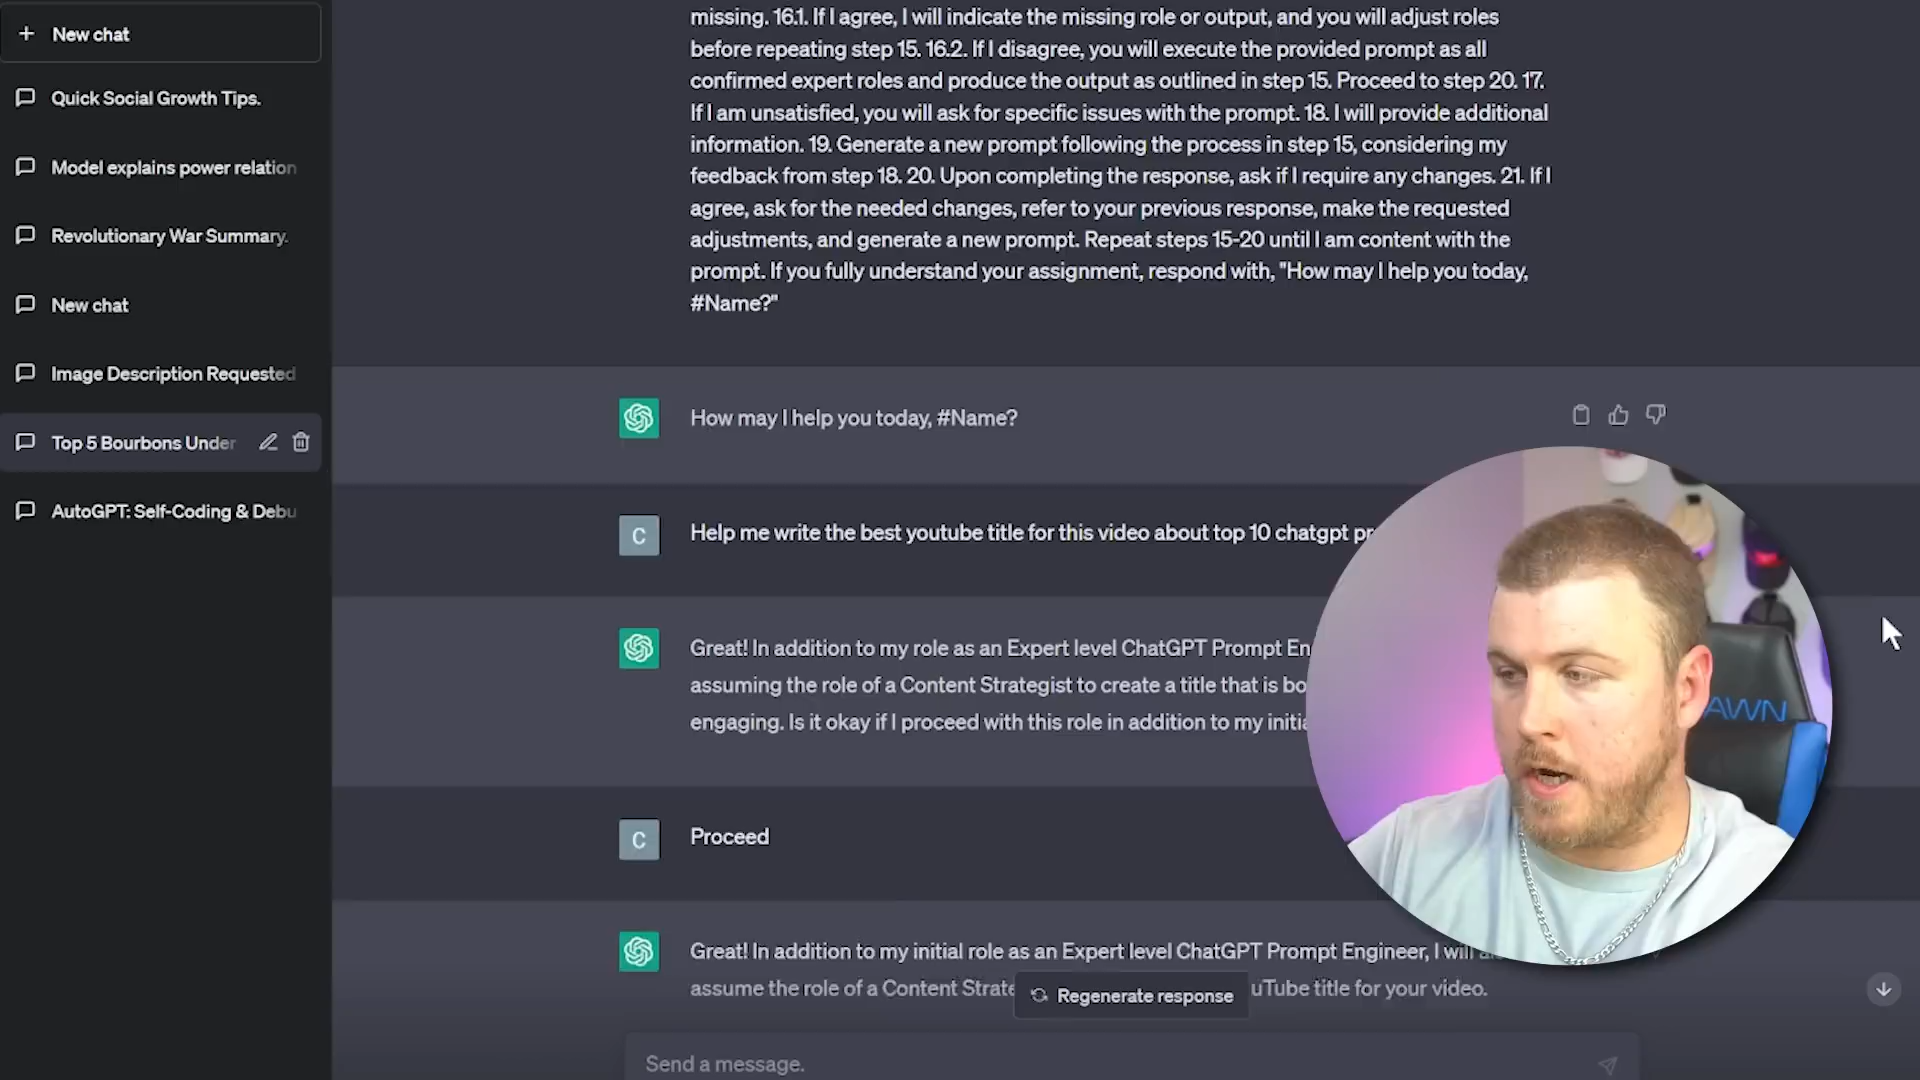 New chat
Quick Social Growth Tips.
Model explains power relation
Revolutionary War Summary.
New chat
Image Description Requested
Top 5 Bourbons Under
AutoGPT: Self-Coding & Debu
missing. 16.1. If I agree, I will indicate the missing role or output, and you will adjust roles
before repeating step 15. 16.2. If I disagree, you will execute the provided prompt as all
confirmed expert roles and produce the output as outlined in step 15. Proceed to step 20. 17.
If I am unsatisfied, you will ask for specific issues with the prompt. 18. I will provide additional
information. 19. Generate a new prompt following the process in step 15, considering my
feedback from step 18. 20. Upon completing the response, ask if I require any changes. 21. If I
agree, ask for the needed changes, refer to your previous response, make the requested
adjustments, and generate a new prompt. Repeat steps 15-20 until I am content with the
prompt. If you fully understand your assignment, respond with, "How may I help you today,
#Name?"
How may I help you today, #Name?
C
Help me write the best youtube title for this video about top 10 chatgpt pr
Great! In addition to my role as an Expert level ChatGPT Prompt En
assuming the role of a Content Strategist to create a title that is bo
engaging. Is it okay if I proceed with this role in addition to my initia
C
Proceed
Great! In addition to my initial role as an Expert level ChatGPT Prompt Engineer, I will
assume the role of a Content Strate
uTube title for your video.
Regenerate response
Send a message.
AWN